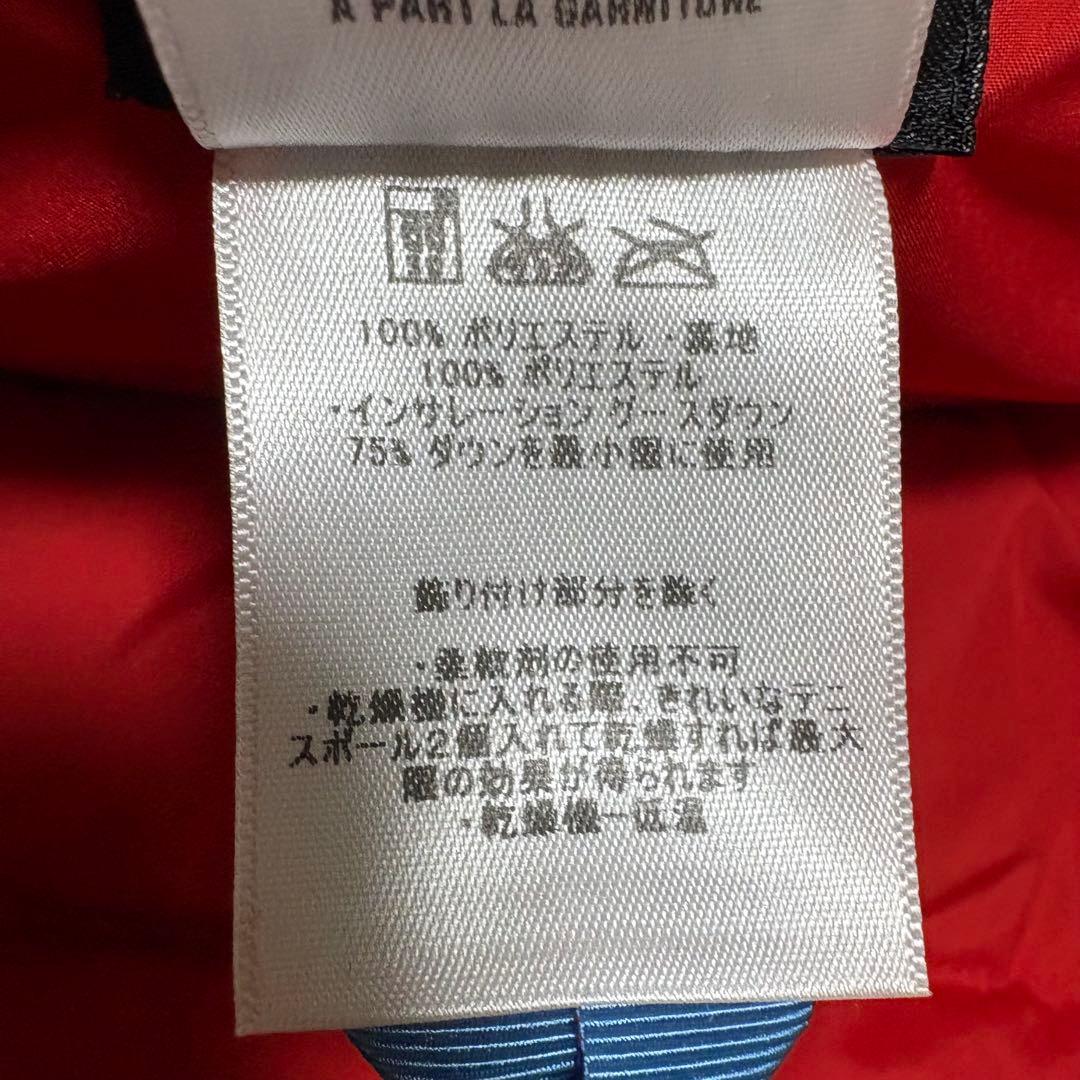 À PART LA GARNITURE
100% ポリエステル ・裏地
100% ポリエステル
・インサレーション グースダウン
75% ダウンを最小限に使用
飾り付け部分を除く
・柔軟剤の使用不可
・乾燥機に入れる際、きれいなテニ
スボール2個入れて乾燥すれば最大
限の効果が得られます
・乾燥機ー低温